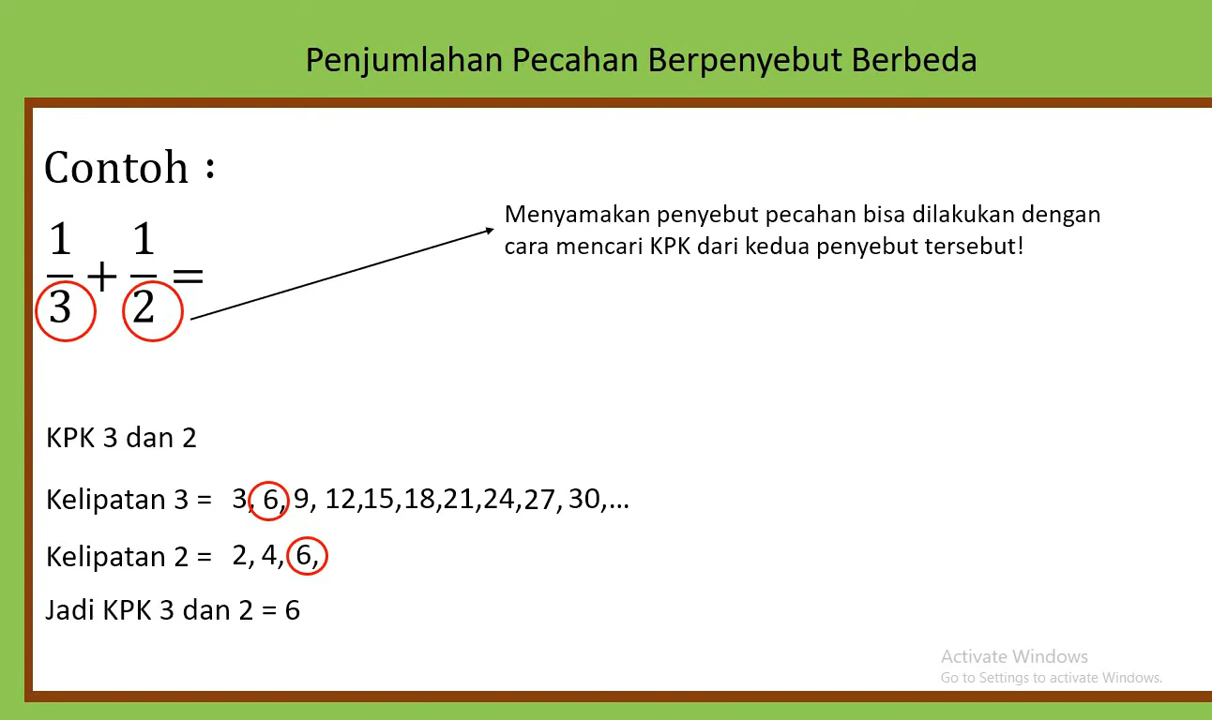 Penjumlahan Pecahan Berpenyebut Berbeda
Contoh :
1/3 + 1/2 =
Menyamakan penyebut pecahan bisa dilakukan dengan
cara mencari KPK dari kedua penyebut tersebut!
KPK 3 dan 2
Kelipatan 3 = 3, 6, 9, 12,15,18,21,24,27, 30,...
Kelipatan 2 = 2, 4, 6,
Jadi KPK 3 dan 2 = 6
Activate Windows
Go to Settings to activate Windows.